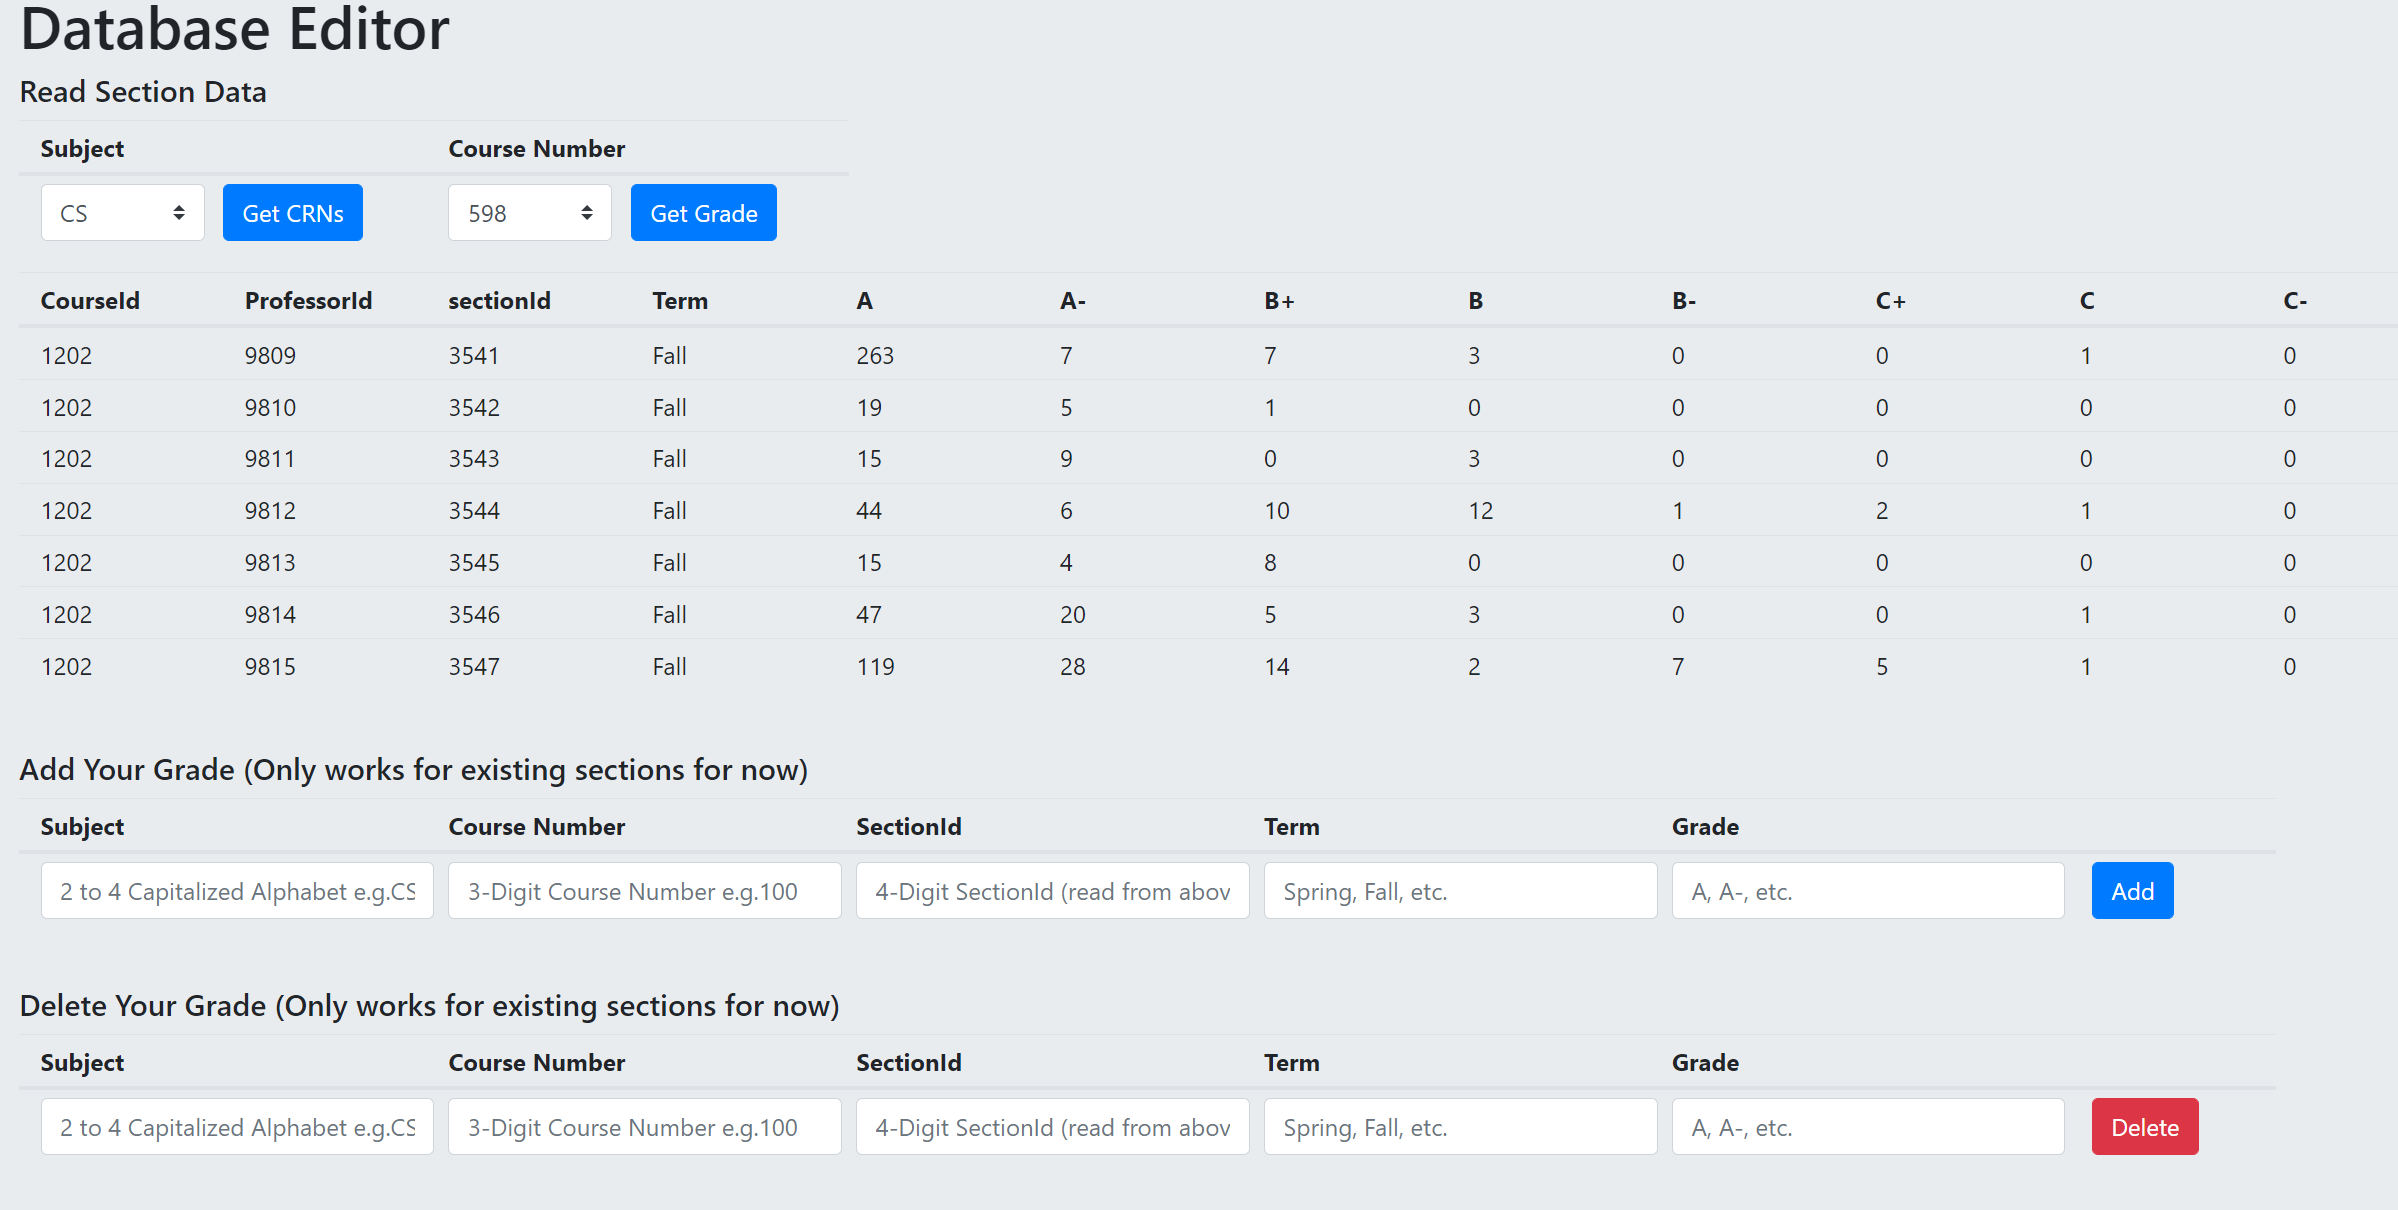 Database Editor
Read Section Data
Subject Course Number
CS Get CRNs 598 Get Grade
CourseId ProfessorId sectionId Term A A- B+ B B- C+ C C-
1202 9809 3541 Fall 263 7 7 3 0 0 1 0
1202 9810 3542 Fall 19 5 1 0 0 0 0 0
1202 9811 3543 Fall 15 9 0 3 0 0 0 0
1202 9812 3544 Fall 44 6 10 12 1 2 1 0
1202 9813 3545 Fall 15 4 8 0 0 0 0 0
1202 9814 3546 Fall 47 20 5 3 0 0 1 0
1202 9815 3547 Fall 119 28 14 2 7 5 1 0
Add Your Grade (Only works for existing sections for now)
Subject Course Number SectionId Term Grade
2 to 4 Capitalized Alphabet e.g.CS 3-Digit Course Number e.g.100 4-Digit SectionId (read from abov Spring, Fall, etc. A, A-, etc. Add
Delete Your Grade (Only works for existing sections for now)
Subject Course Number SectionId Term Grade
2 to 4 Capitalized Alphabet e.g.CS 3-Digit Course Number e.g.100 4-Digit SectionId (read from abov Spring, Fall, etc. A, A-, etc. Delete